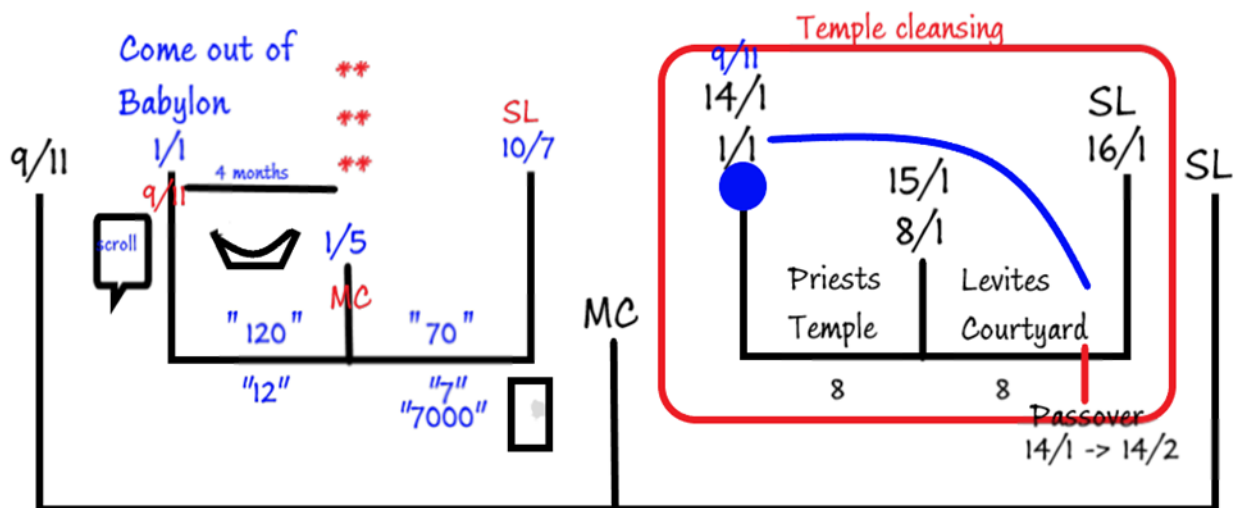 Temple cleansing
Come out of
Babylon
**
**
**
9/11
1/1
9/11
4 months
scroll
1/5
MC
SL
10/7
"120"
"70"
"12"
"7"
"7000"
MC
9/11
14/1
1/1
15/1
8/1
SL
16/1
SL
Priests
Temple
Levites
Courtyard
8
8
Passover
14/1 -> 14/2